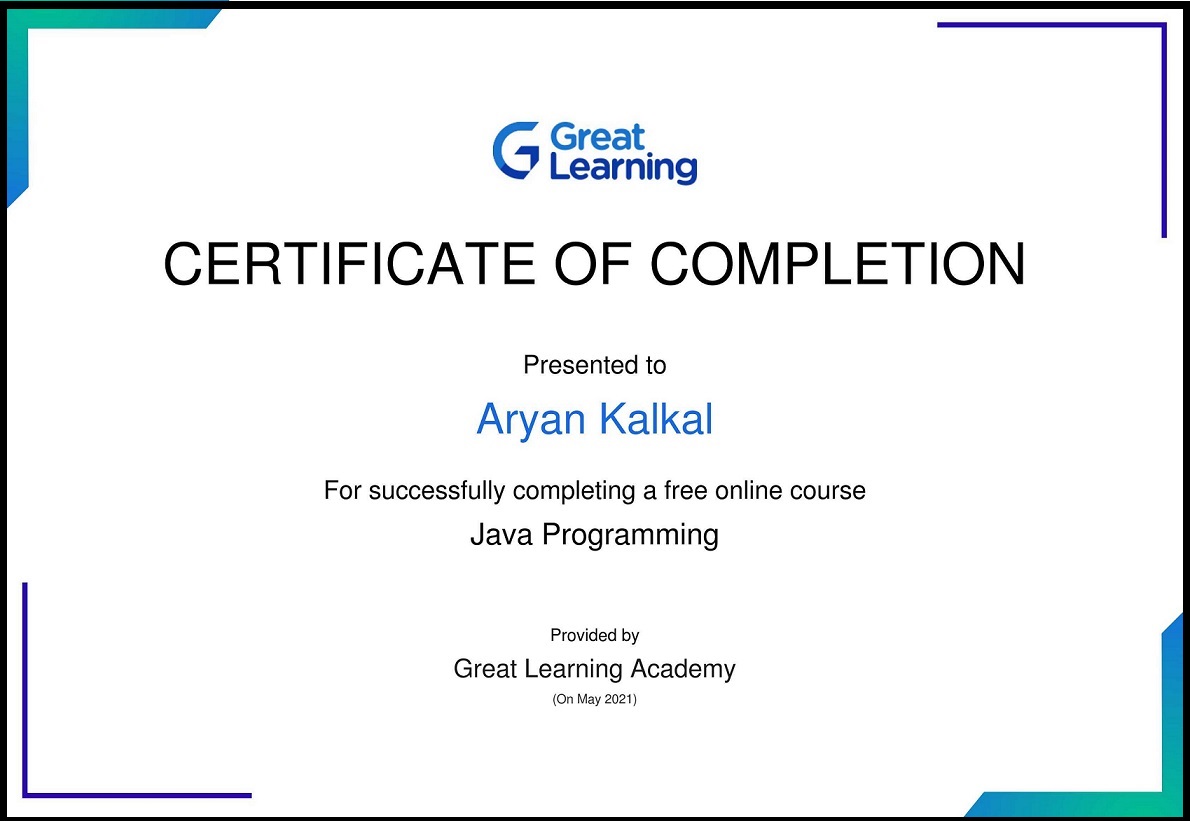 Great
Learning
CERTIFICATE OF COMPLETION
Presented to
Aryan Kalkal
For successfully completing a free online course
Java Programming
Provided by
Great Learning Academy
(On May 2021)